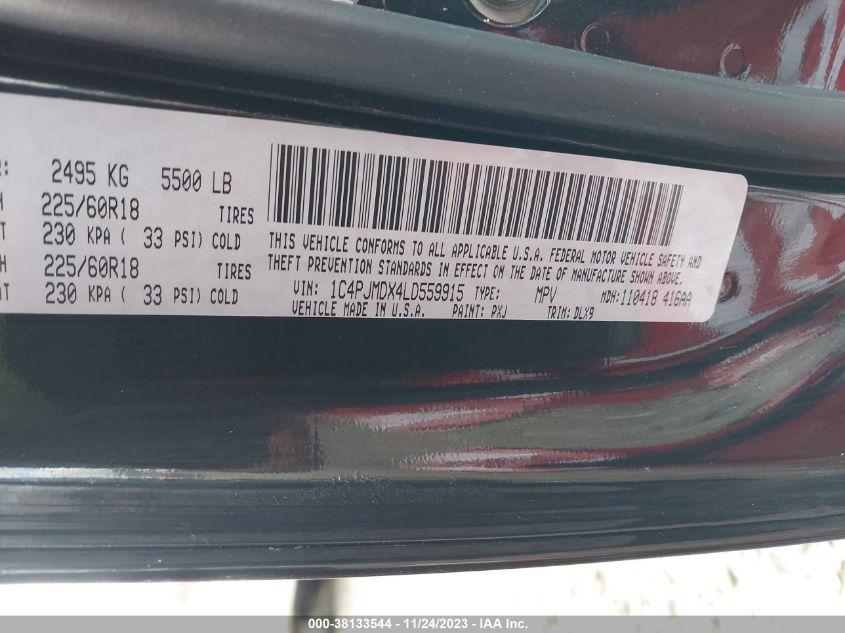 2495 KG 5500 LB
225/60R18 TIRES
230 KPA ( 33 PSI) COLD
225/60R18 TIRES
230 KPA ( 33 PSI) COLD
THIS VEHICLE CONFORMS TO ALL APPLICABLE U.S.A. FEDERAL MOTOR VEHICLE SAFETY AND
THEFT PREVENTION STANDARDS IN EFFECT ON THE DATE OF MANUFACTURE SHOWN ABOVE.
VIN: 1C4PJMDX4LD559915 TYPE: MPV MDH: 110418 416AA
VEHICLE MADE IN U.S.A. PAINT: PXJ TRIM: DLX9
000-38133544 - 11/24/2023 - IAA Inc.